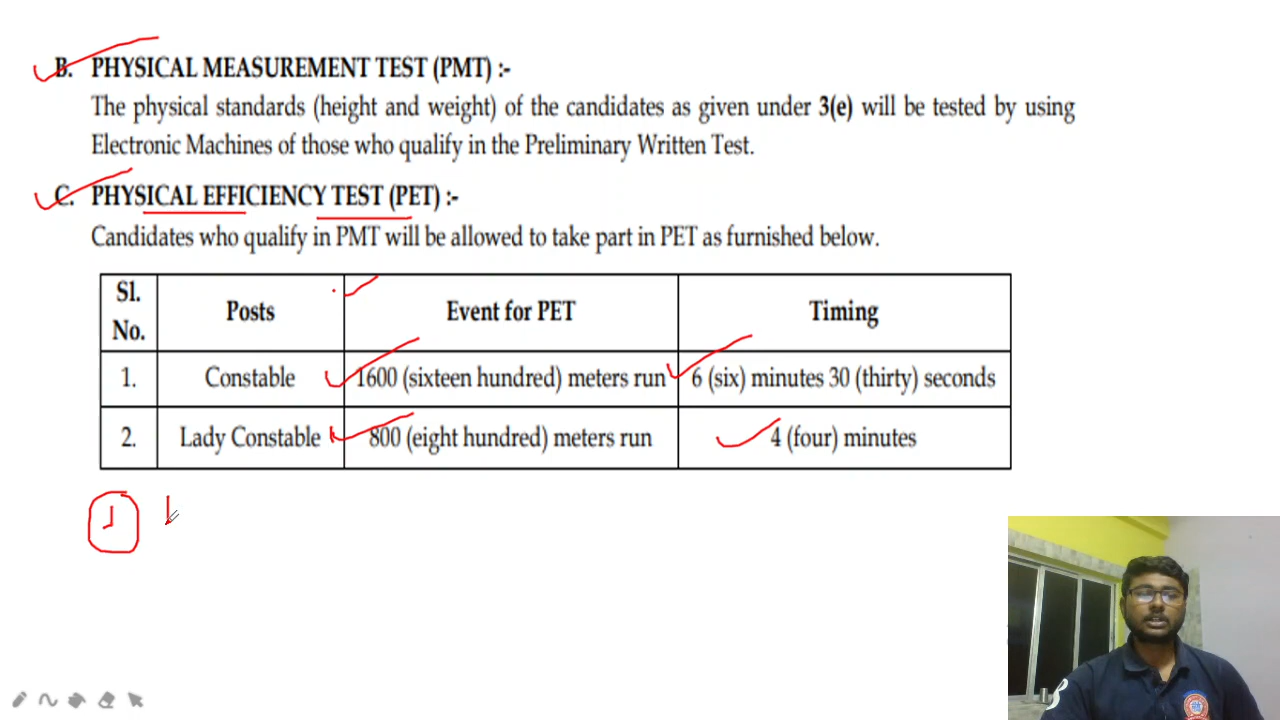 B. PHYSICAL MEASUREMENT TEST (PMT) :-
The physical standards (height and weight) of the candidates as given under 3(e) will be tested by using
Electronic Machines of those who qualify in the Preliminary Written Test.
C. PHYSICAL EFFICIENCY TEST (PET) :-
Candidates who qualify in PMT will be allowed to take part in PET as furnished below.
Sl. No. Posts Event for PET Timing
1. Constable 1600 (sixteen hundred) meters run 6 (six) minutes 30 (thirty) seconds
2. Lady Constable 800 (eight hundred) meters run 4 (four) minutes